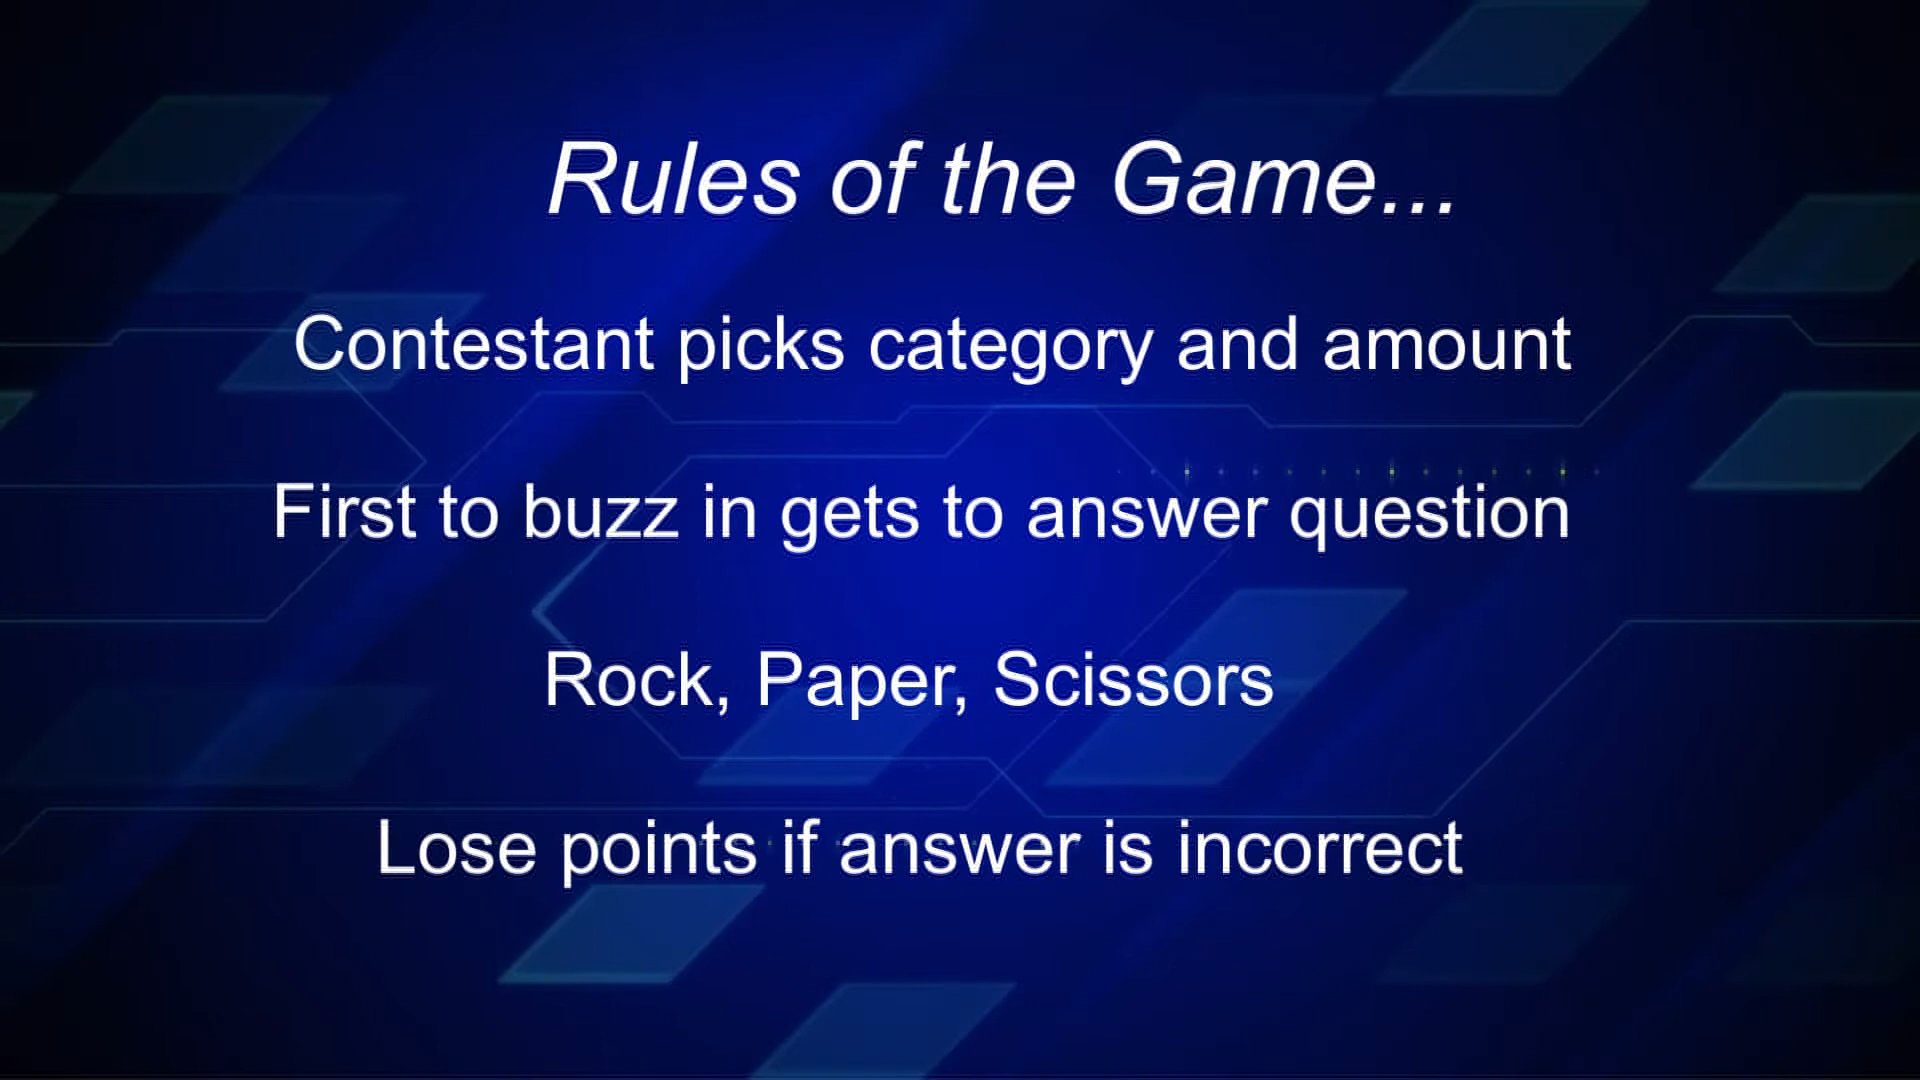 Rules of the Game...
Contestant picks category and amount
First to buzz in gets to answer question
Rock, Paper, Scissors
Lose points if answer is incorrect